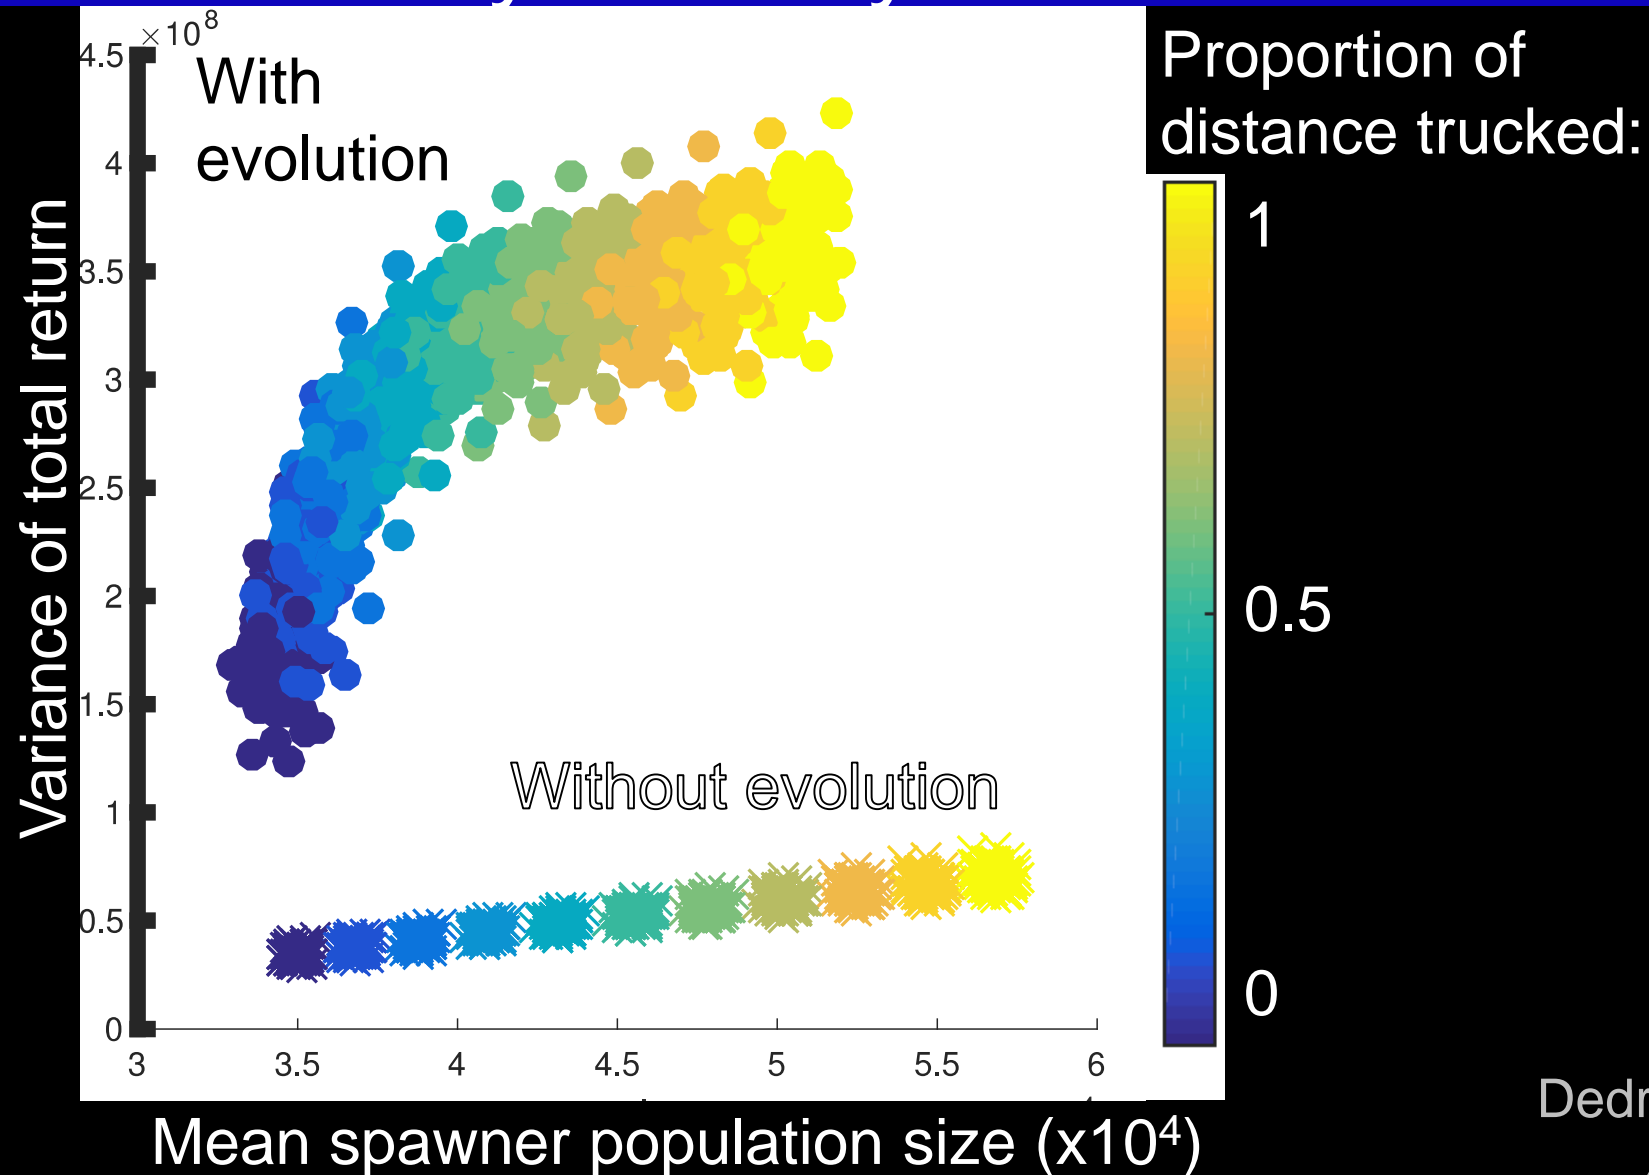 ×10⁸
With
evolution
4.5
4
3.5
3
2.5
2
1.5
1
0.5
0
Variance of total return
Without evolution
3 3.5 4 4.5 5 5.5 6
Mean spawner population size (x10⁴)
Proportion of
distance trucked:
1
0.5
0